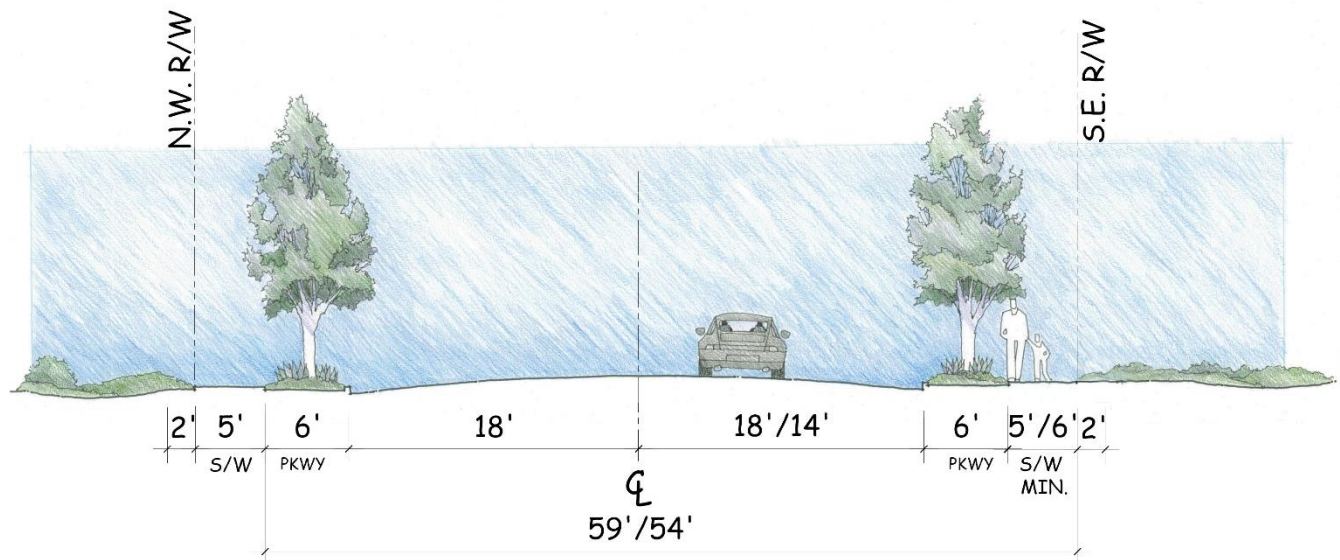 N.W. R/W
S.E. R/W
2' 5' 6' 18' 18'/14' 6' 5'/6' 2'
S/W PKWY PKWY S/W
MIN.
℄
59'/54'